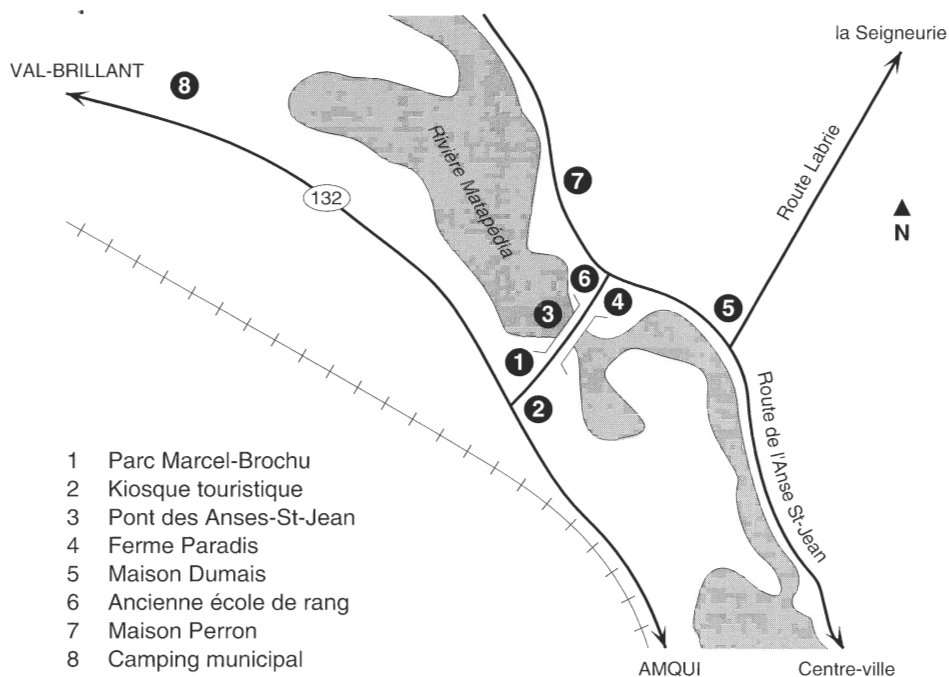 la Seigneurie
VAL-BRILLANT
8
Rivière Matapédia
7
Route Labrie
132
N
6
4
3
5
1
2
Route de l'Anse St-Jean
1 Parc Marcel-Brochu
2 Kiosque touristique
3 Pont des Anses-St-Jean
4 Ferme Paradis
5 Maison Dumais
6 Ancienne école de rang
7 Maison Perron
8 Camping municipal
AMQUI
Centre-ville